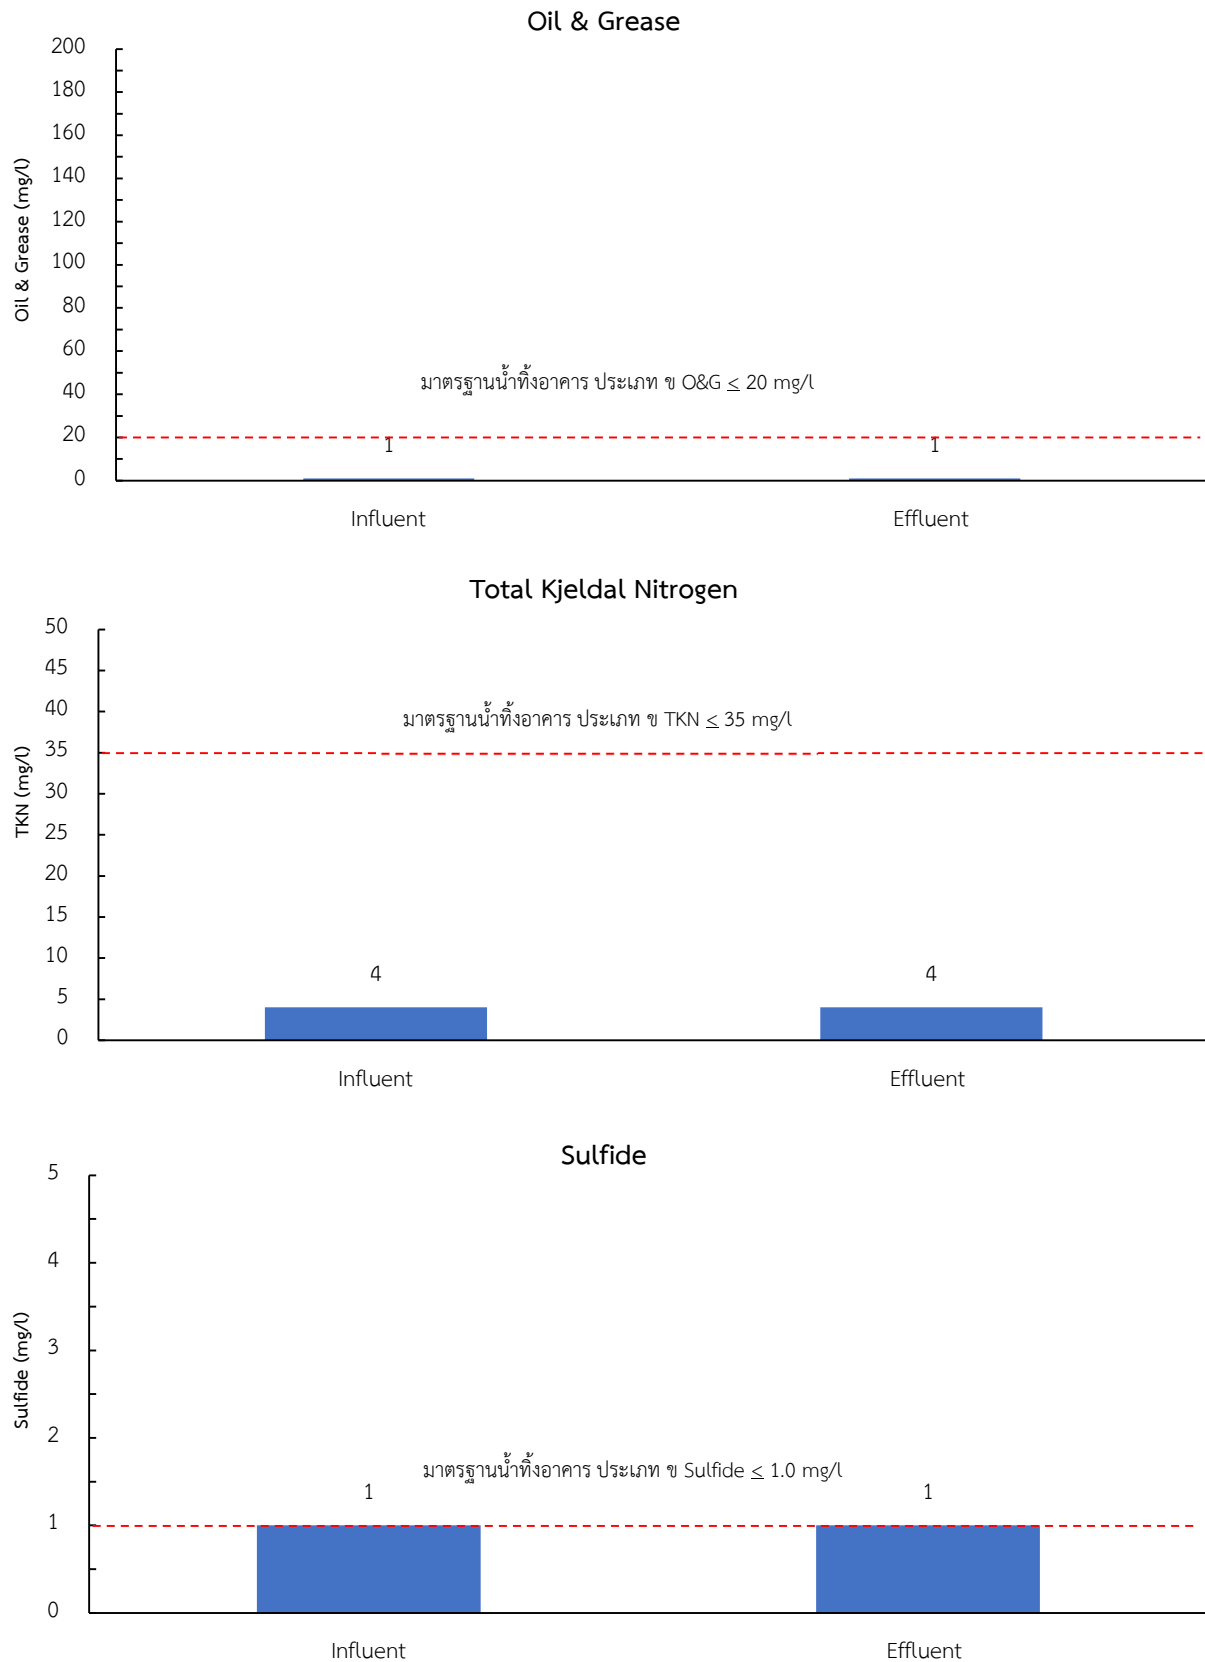 Oil & Grease
Oil & Grease (mg/l)
200
180
160
140
120
100
80
60
40
20
0
มาตรฐานน้ำทิ้งอาคาร ประเภท ข O&G ≤ 20 mg/l
1
1
Influent
Effluent
Total Kjeldal Nitrogen
TKN (mg/l)
50
45
40
35
30
25
20
15
10
5
0
มาตรฐานน้ำทิ้งอาคาร ประเภท ข TKN ≤ 35 mg/l
4
4
Influent
Effluent
Sulfide
Sulfide (mg/l)
5
4
3
2
1
0
มาตรฐานน้ำทิ้งอาคาร ประเภท ข Sulfide ≤ 1.0 mg/l
1
1
Influent
Effluent